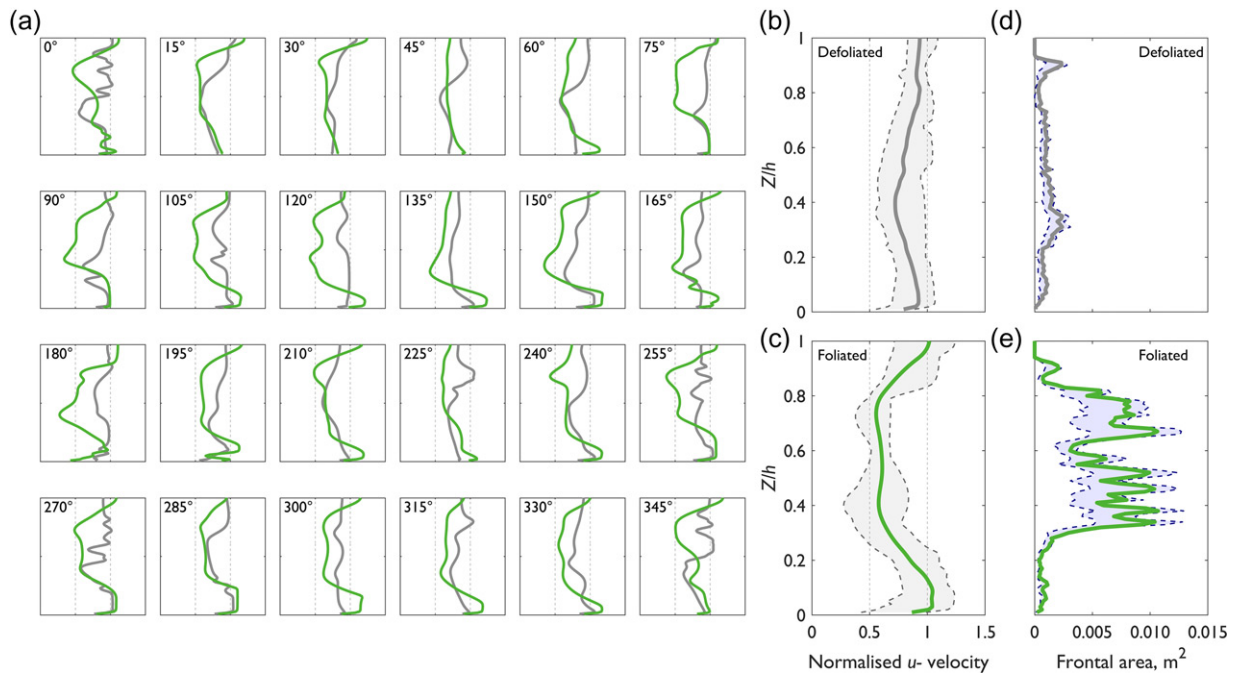 (a)
0°
15°
30°
45°
60°
75°
90°
105°
120°
135°
150°
165°
180°
195°
210°
225°
240°
255°
270°
285°
300°
315°
330°
345°
(b)
Defoliated
Z/h
1
0.8
0.6
0.4
0.2
0
(c)
Foliated
Z/h
1
0.8
0.6
0.4
0.2
0
0 0.5 1 1.5
Normalised u- velocity
(d)
Defoliated
(e)
Foliated
0 0.005 0.010 0.015
Frontal area, m²